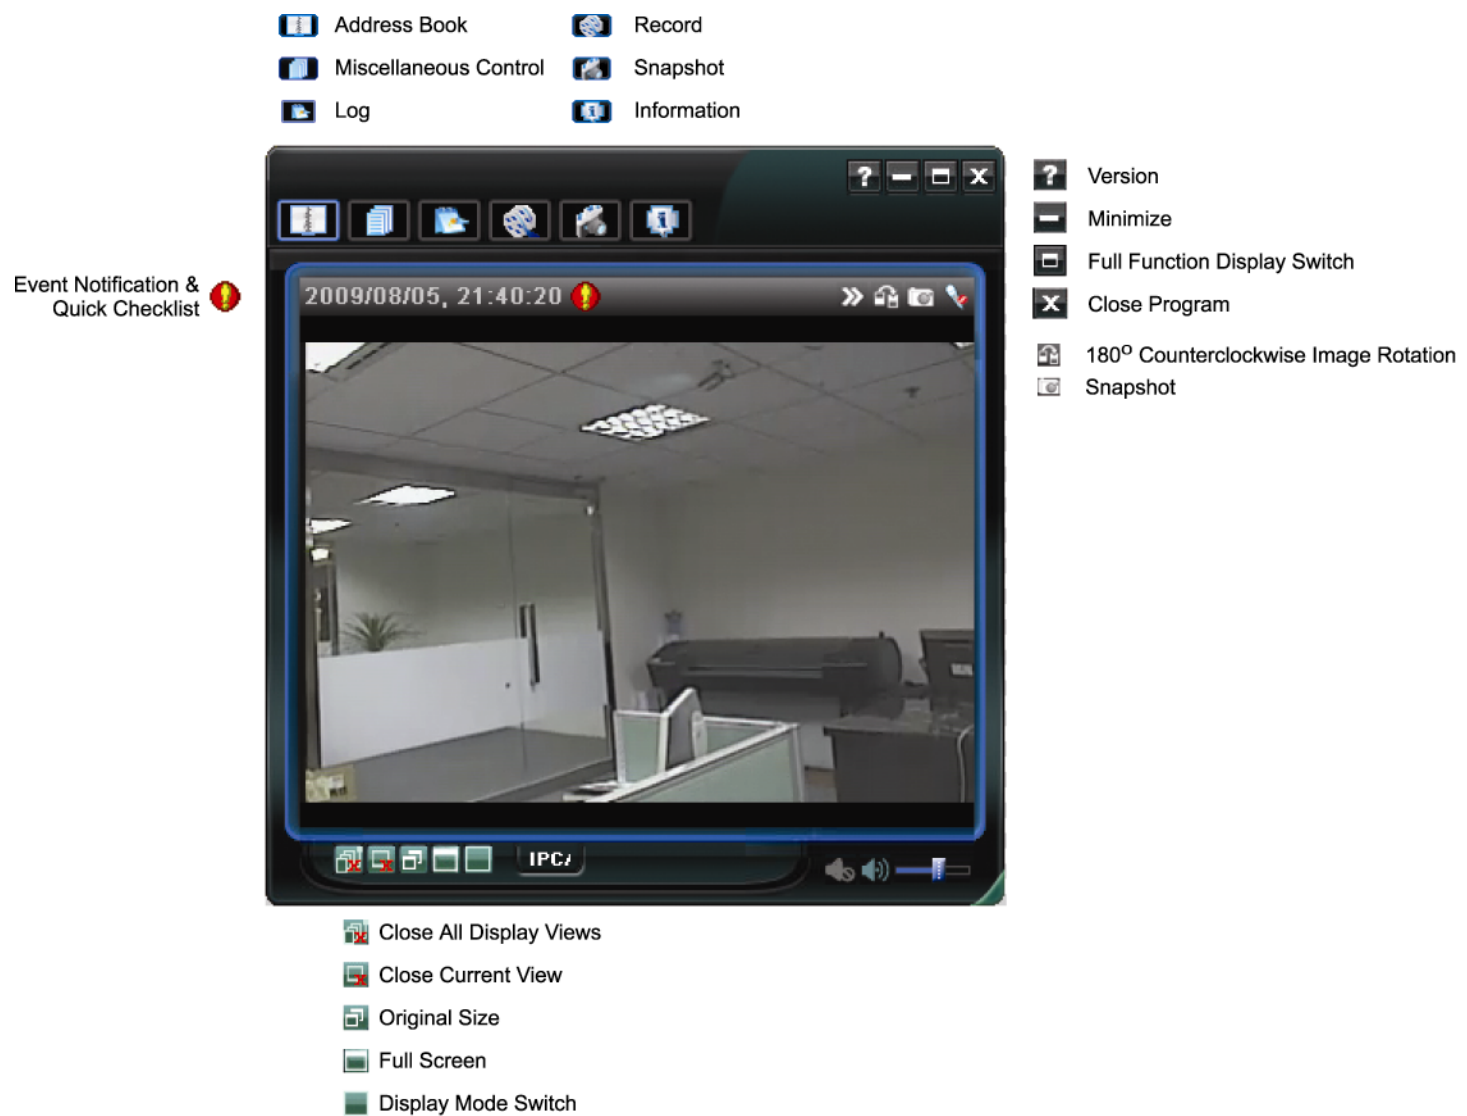 Address Book
Record
Miscellaneous Control
Snapshot
Log
Information
? Version
Minimize
Full Function Display Switch
X Close Program
Event Notification &
Quick Checklist
2009/08/05, 21:40:20
180° Counterclockwise Image Rotation
Snapshot
IPC/
Close All Display Views
Close Current View
Original Size
Full Screen
Display Mode Switch